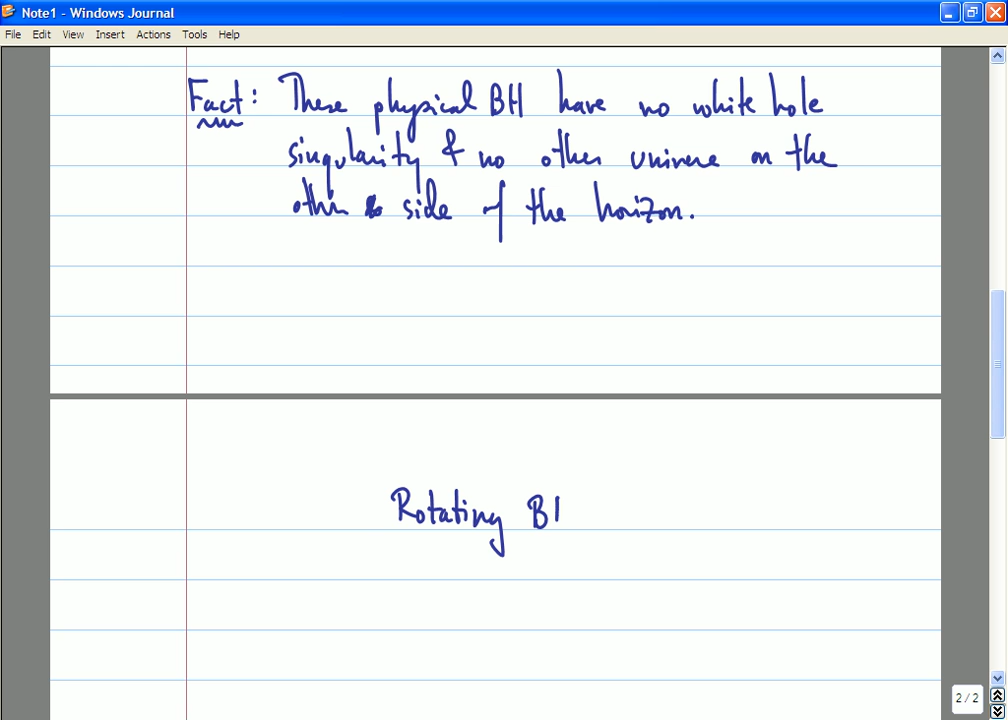 Note1 - Windows Journal
File Edit View Insert Actions Tools Help
Fact: These physical BH have no white hole
singularity & no other universe on the
other side of the horizon.
Rotating B
2/2